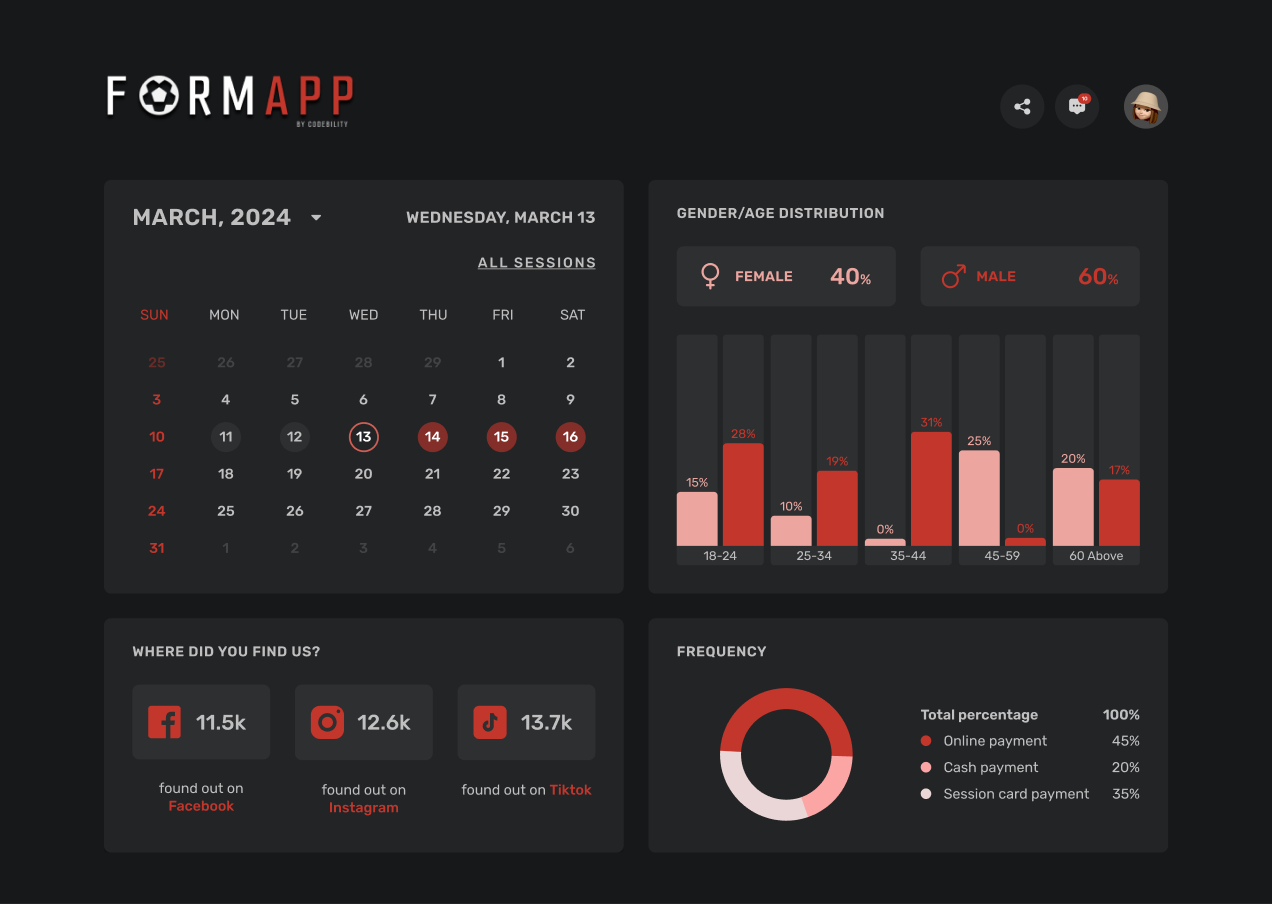 FORMAPP
BY CODEBILITY
10
MARCH, 2024
WEDNESDAY, MARCH 13
ALL SESSIONS
SUN MON TUE WED THU FRI SAT
25 26 27 28 29 1 2
3 4 5 6 7 8 9
10 11 12 13 14 15 16
17 18 19 20 21 22 23
24 25 26 27 28 29 30
31 1 2 3 4 5 6
GENDER/AGE DISTRIBUTION
FEMALE 40%
MALE 60%
15% 28% 10% 19% 0% 31% 25% 0% 20% 17%
18-24 25-34 35-44 45-59 60 Above
WHERE DID YOU FIND US?
11.5k
found out on
Facebook
12.6k
found out on
Instagram
13.7k
found out on Tiktok
FREQUENCY
Total percentage 100%
Online payment 45%
Cash payment 20%
Session card payment 35%